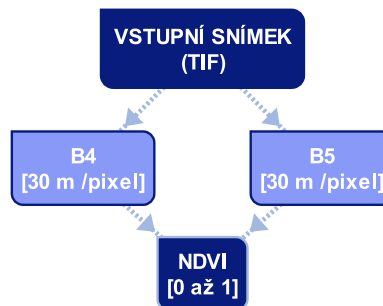 VSTUPNÍ SNÍMEK
(TIF)
B4
[30 m /pixel]
B5
[30 m /pixel]
NDVI
[0 až 1]